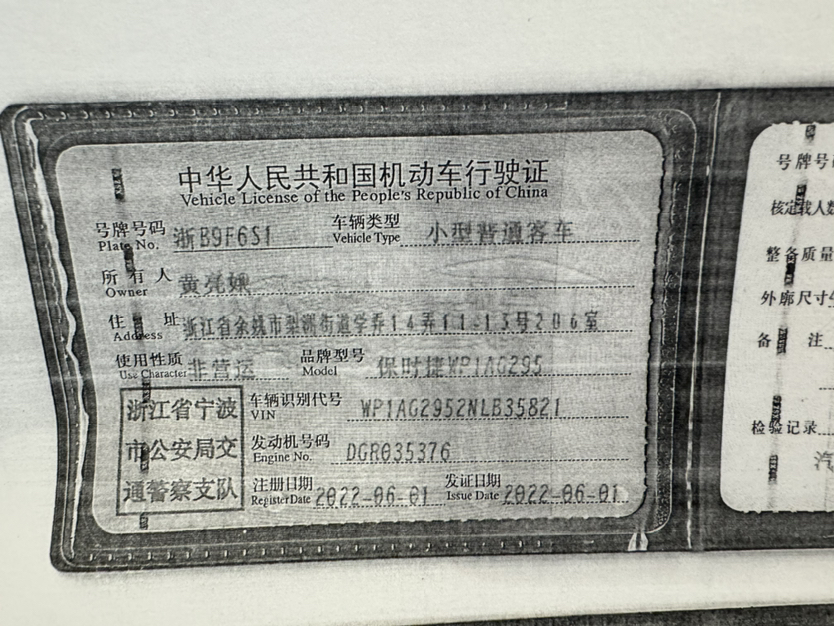 中华人民共和国机动车行驶证
Vehicle License of the People's Republic of China
号牌号码 浙B9F6S1 车辆类型 小型普通客车
Plate No. Vehicle Type
所有人 黄亮
Owner
住址 浙江省余姚市梨洲街道学弄14弄11-13号206室
Address
使用性质 非营运 品牌型号 保时捷WP1AG295
Use Character Model
浙江省宁波
市公安局交
通警察支队
车辆识别代号 WP1AG2952NLB35821
VIN
发动机号码 DGR035376
Engine No.
注册日期 2022-06-01 发证日期 2022-06-01
Register Date Issue Date
号牌号
核定载人数
整备质量
外廓尺寸
备注
检验记录
汽